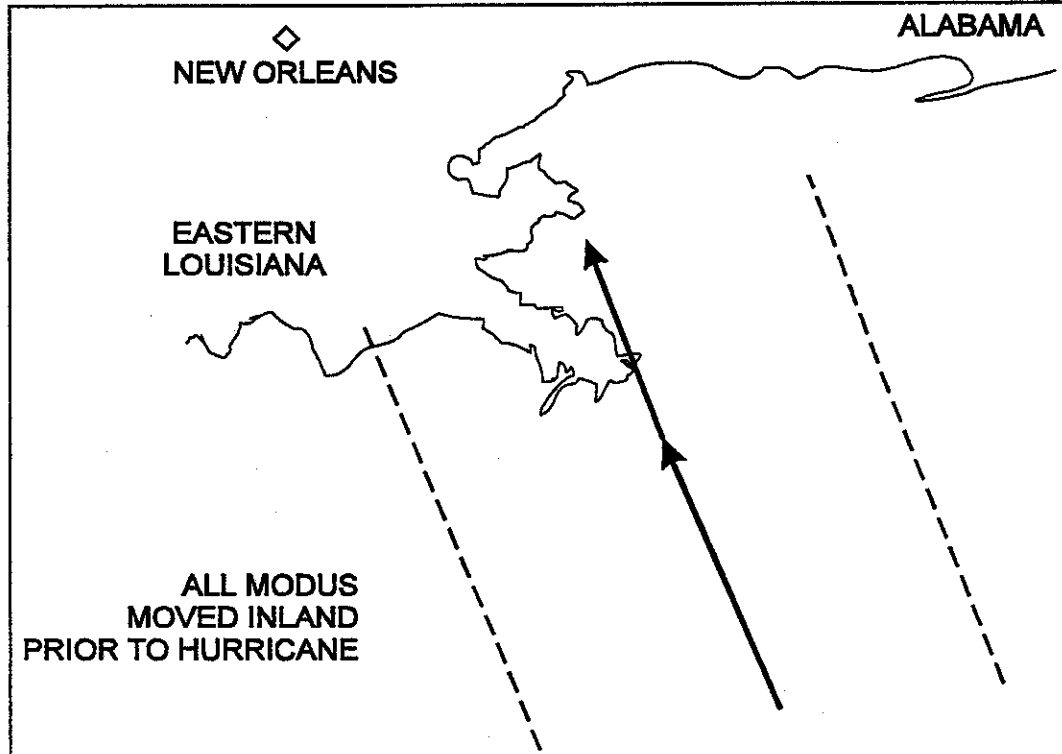 ALABAMA
NEW ORLEANS
EASTERN
LOUISIANA
ALL MODUS
MOVED INLAND
PRIOR TO HURRICANE